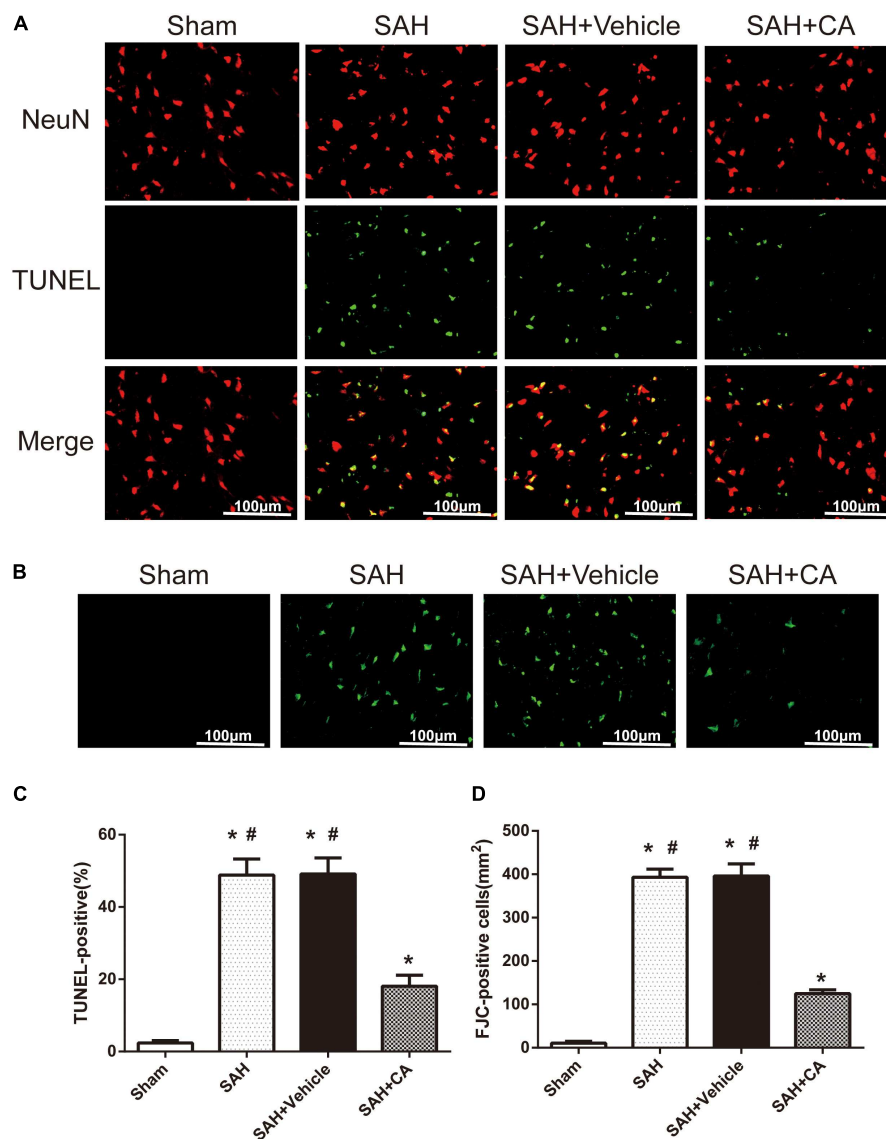 A
Sham SAH SAH+Vehicle SAH+CA
NeuN
TUNEL
Merge
100μm 100μm 100μm 100μm
B
Sham SAH SAH+Vehicle SAH+CA
100μm 100μm 100μm 100μm
C
TUNEL-positive(%)
60
40
20
0
* #
* #
*
Sham
SAH
SAH+Vehicle
SAH+CA
D
FJC-positive cells(mm²)
500
400
300
200
100
0
* #
* #
*
Sham
SAH
SAH+Vehicle
SAH+CA